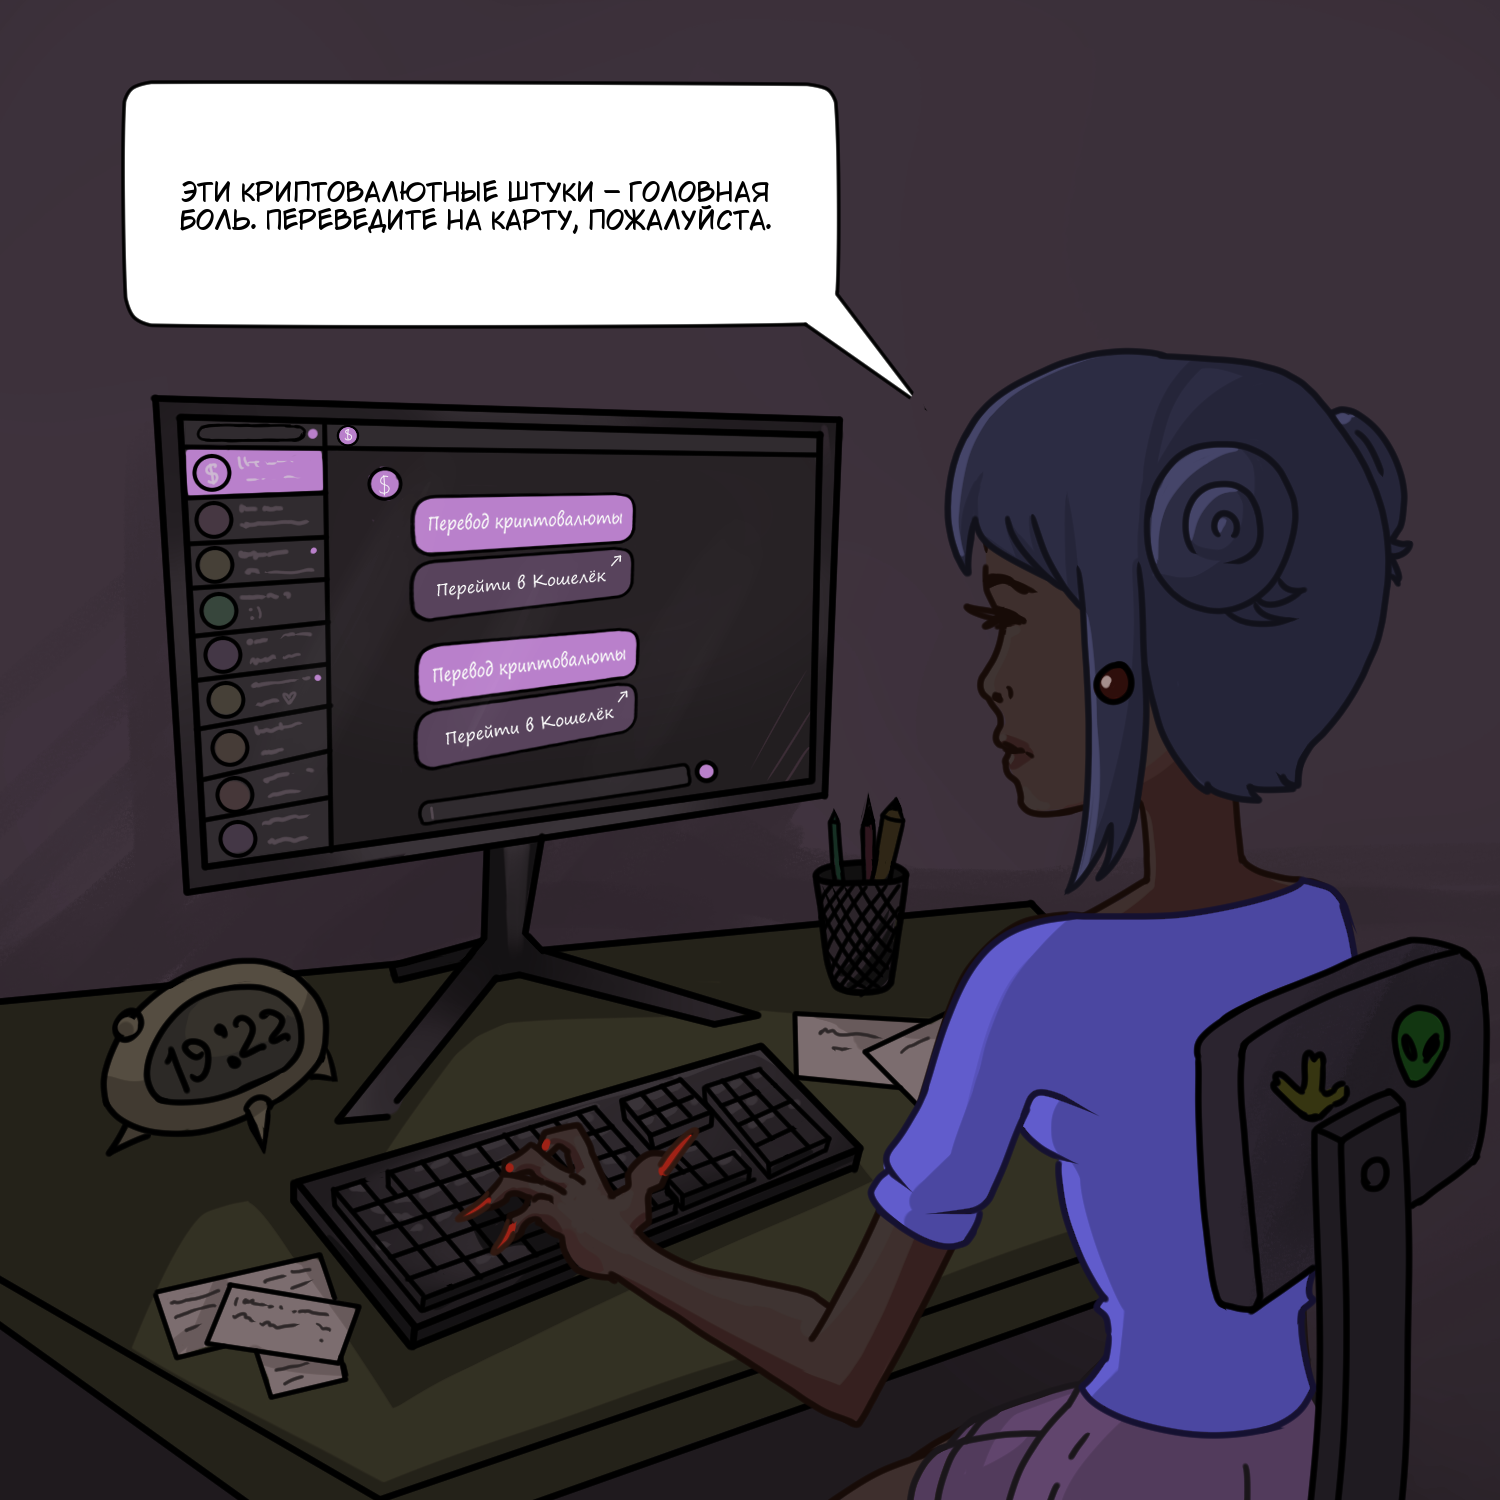 ЭТИ КРИПТОВАЛЮТНЫЕ ШТУКИ – ГОЛОВНАЯ
БОЛЬ. ПЕРЕВЕДИТЕ НА КАРТУ, ПОЖАЛУЙСТА.
$
$
$
Перевод криптовалюты
Перейти в Кошелёк
:)
Перевод криптовалюты
Перейти в Кошелёк
19:22